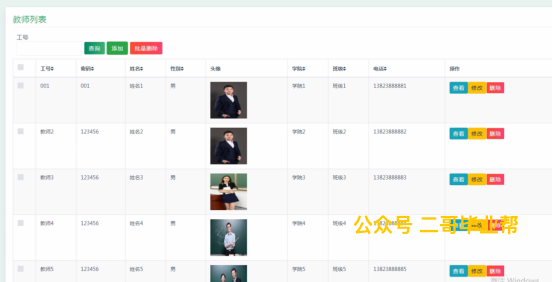 教师列表
工号
查询 添加 批量删除
工号 密码 姓名 性别 头像 学院 班级 电话 操作
001 001 姓名1 男 学院1 班级1 13823888881 查看 修改 删除
教师2 123456 姓名2 男 学院2 班级2 13823888882 查看 修改 删除
教师3 123456 姓名3 男 学院3 班级3 13823888883 查看 修改 删除
教师4 123456 姓名4 男 学院4 班级4
公众号 二哥毕业帮
教师5 123456 姓名5 男 学院5 班级5 13823888885 查看 修改 删除
Windows